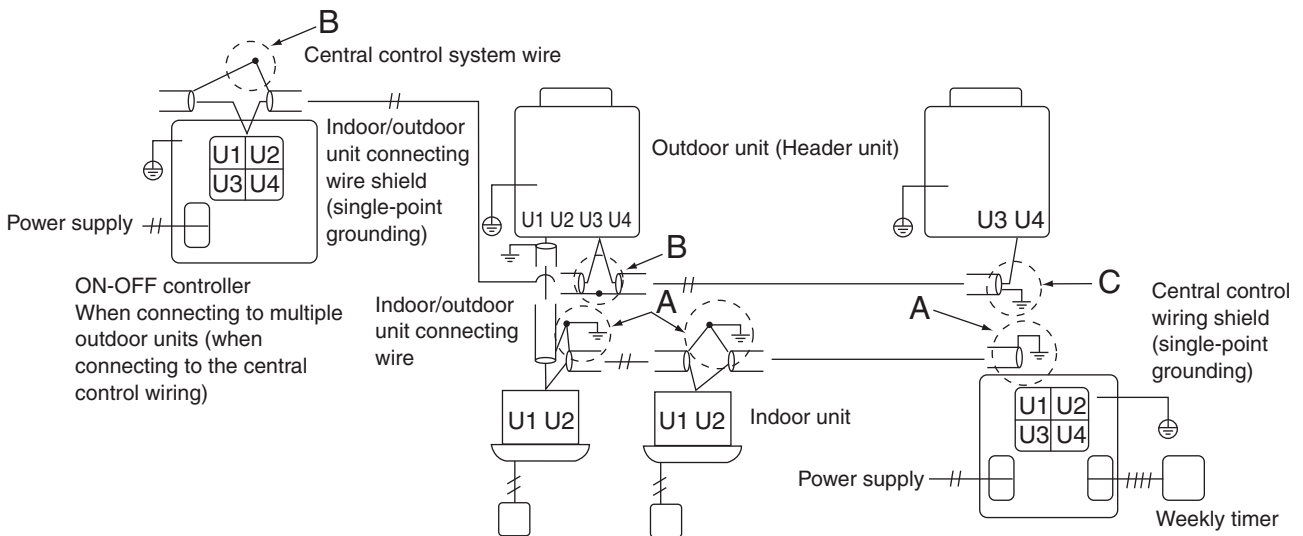 B
Central control system wire
U1 U2
U3 U4
Power supply
Indoor/outdoor
unit connecting
wire shield
(single-point
grounding)
ON-OFF controller
When connecting to multiple
outdoor units (when
connecting to the central
control wiring)
Outdoor unit (Header unit)
U1 U2 U3 U4
U3 U4
B
C
Indoor/outdoor
unit connecting
wire
A
A
Central control
wiring shield
(single-point
grounding)
U1 U2
U1 U2
Indoor unit
U1 U2
U3 U4
Power supply
Weekly timer